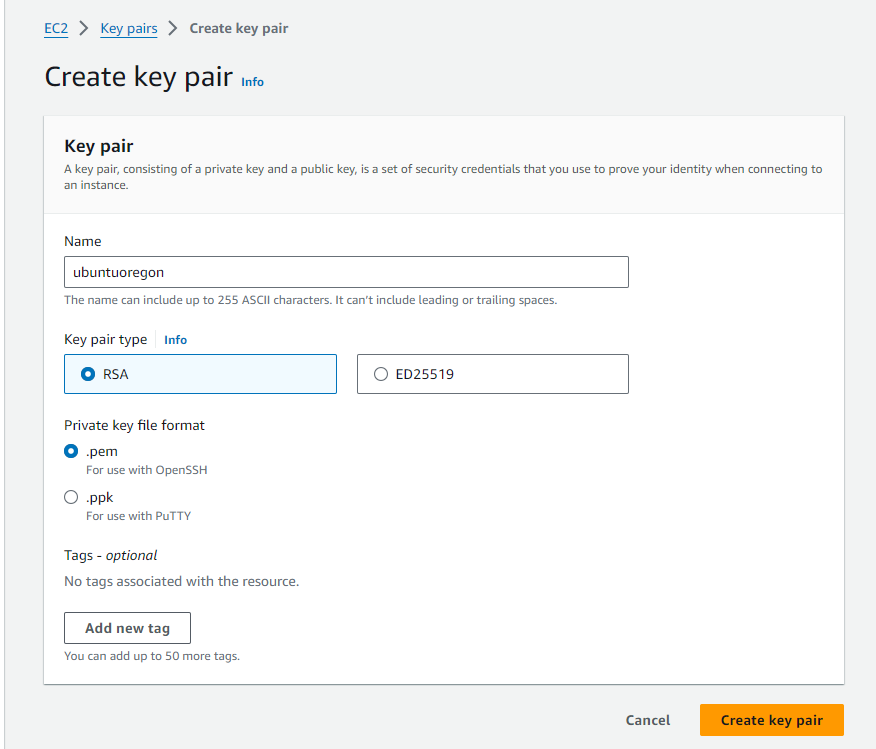 EC2 > Key pairs > Create key pair
Create key pair Info
Key pair
A key pair, consisting of a private key and a public key, is a set of security credentials that you use to prove your identity when connecting to
an instance.
Name
ubuntuoregon
The name can include up to 255 ASCII characters. It can't include leading or trailing spaces.
Key pair type Info
RSA ED25519
Private key file format
.pem
For use with OpenSSH
.ppk
For use with PuTTY
Tags - optional
No tags associated with the resource.
Add new tag
You can add up to 50 more tags.
Cancel Create key pair